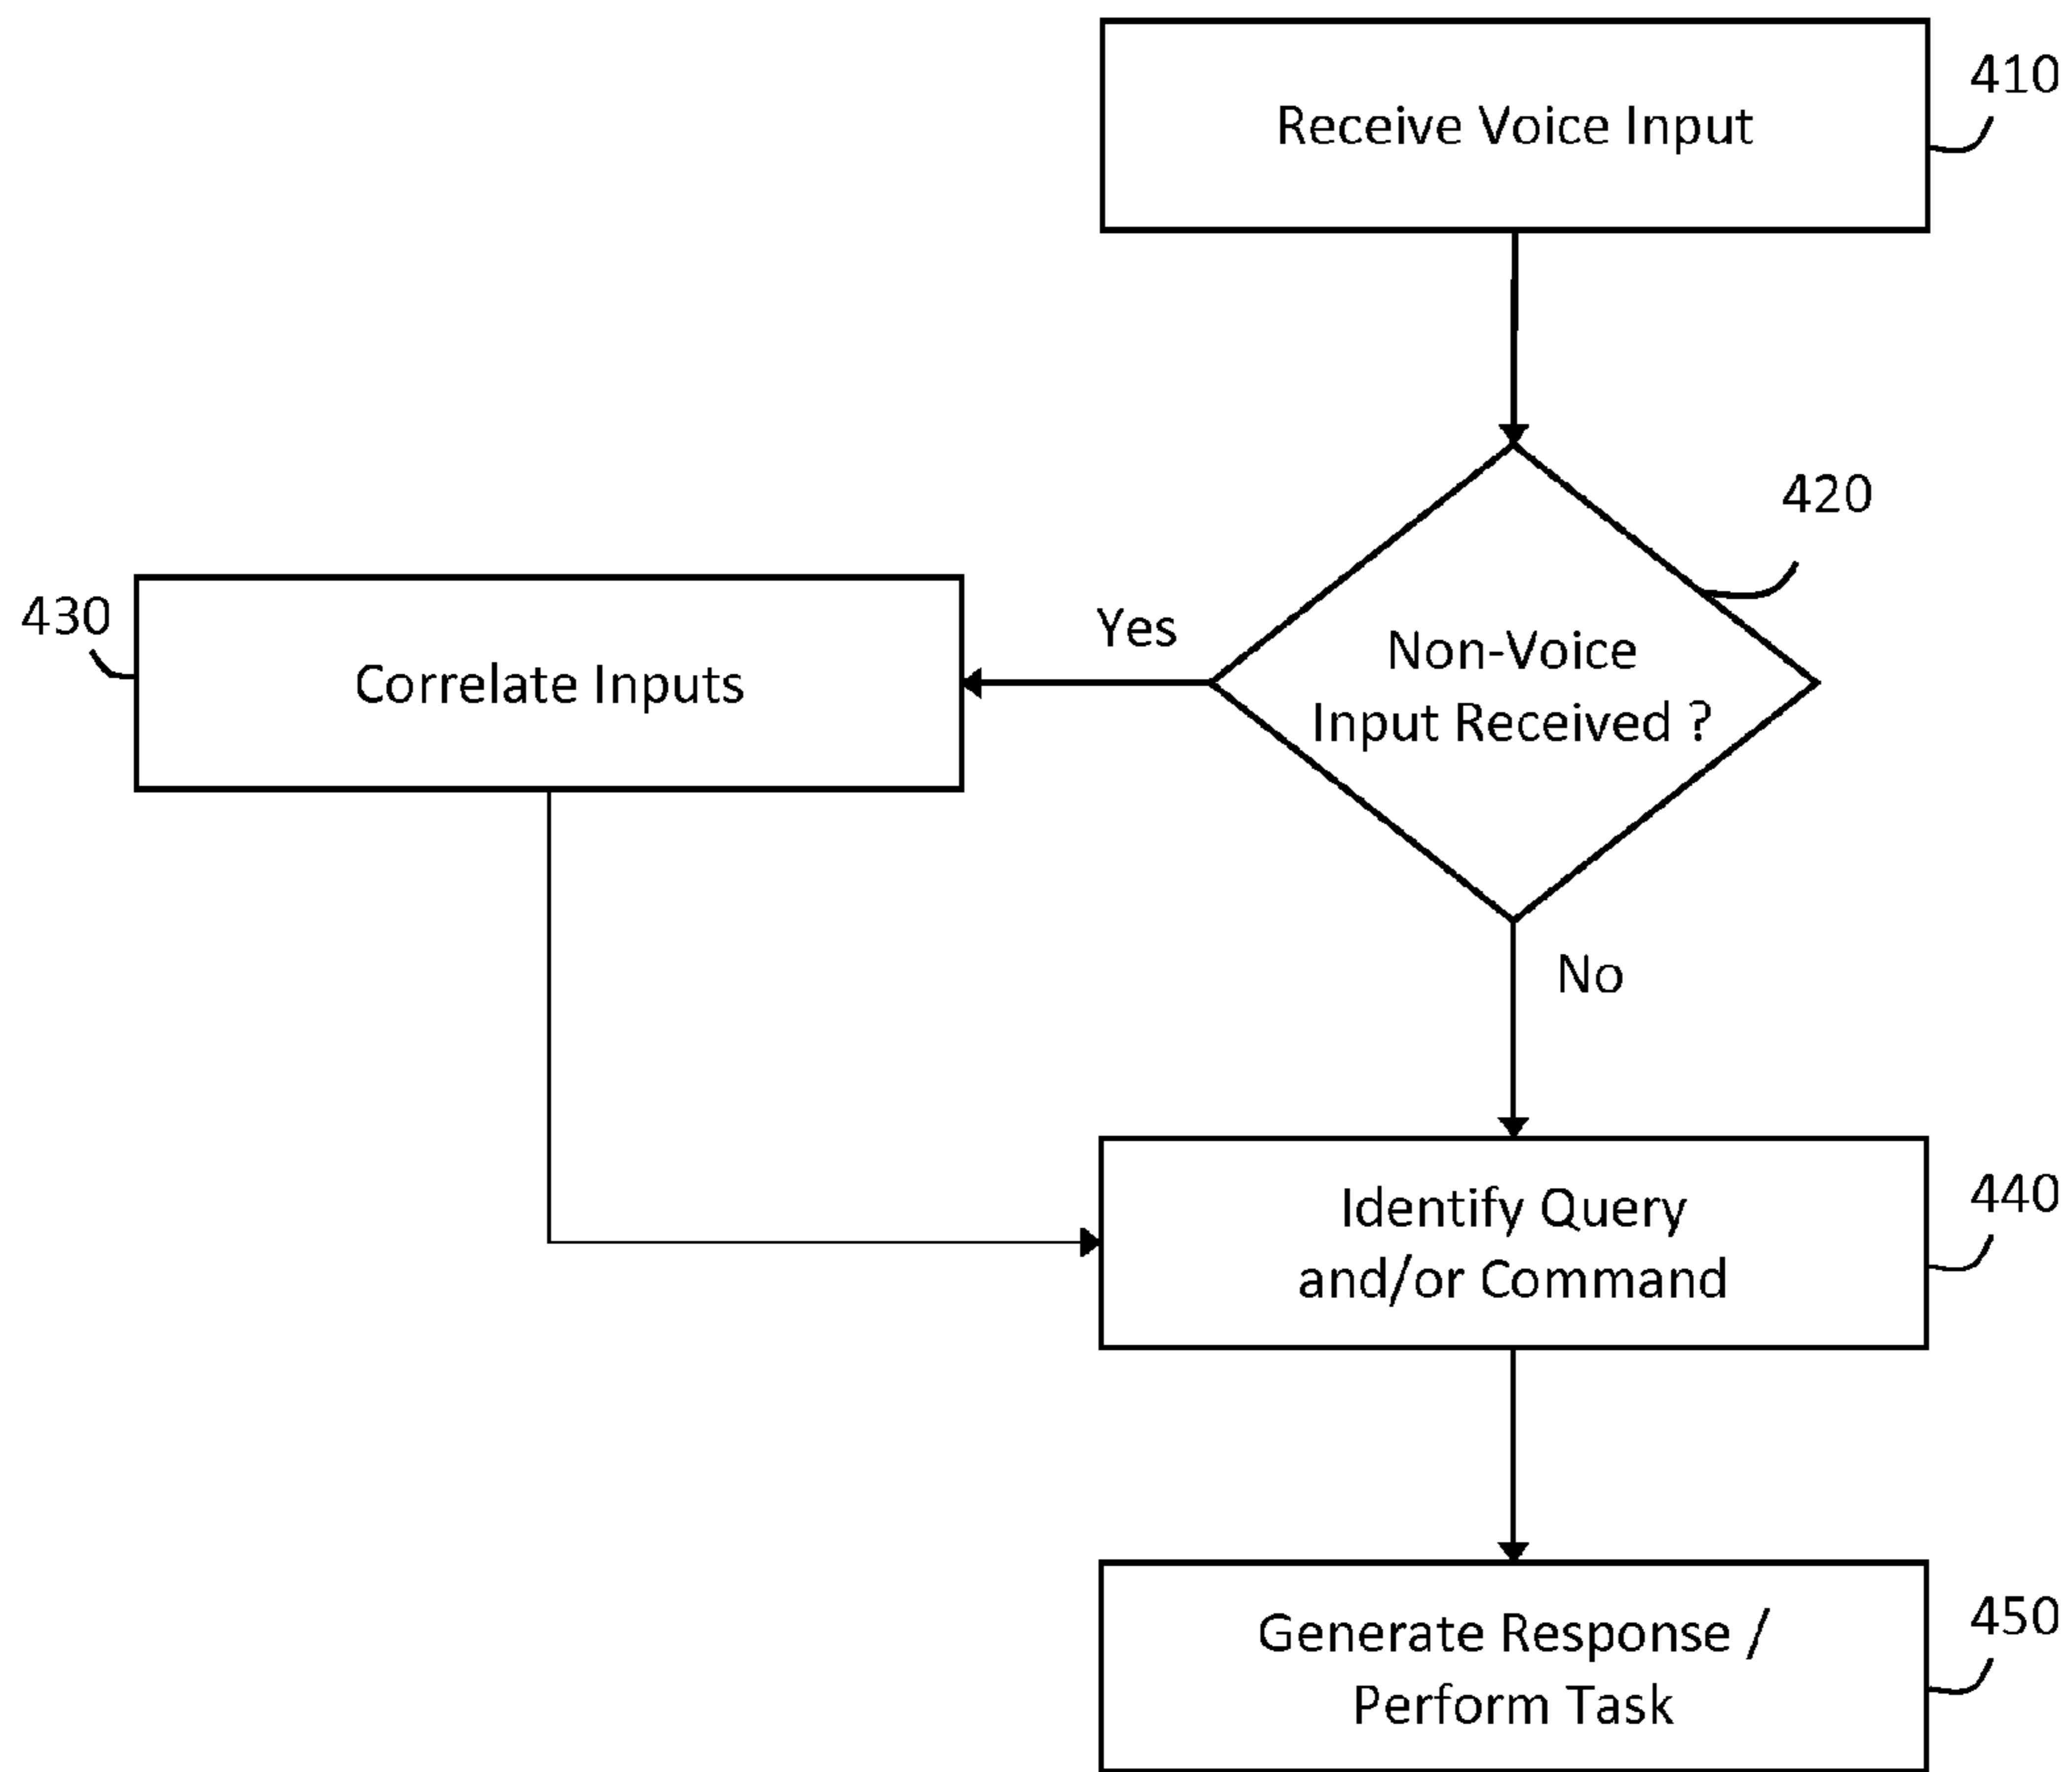 Receive Voice Input
410
420
Non-Voice
Input Received ?
Yes
430
Correlate Inputs
No
Identify Query
and/or Command
440
Generate Response /
Perform Task
450